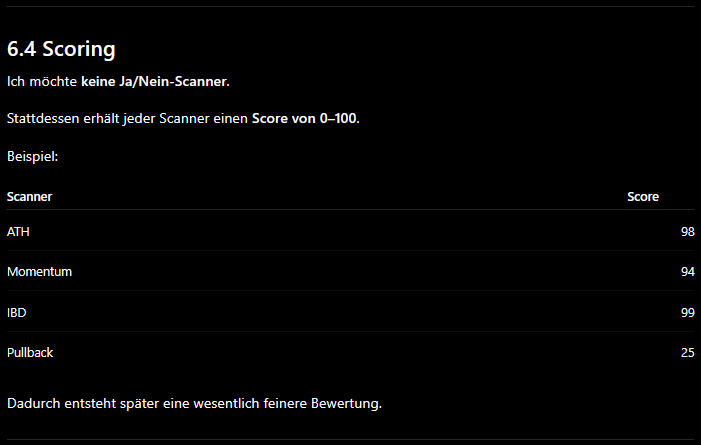 6.4 Scoring
Ich möchte keine Ja/Nein-Scanner.
Stattdessen erhält jeder Scanner einen Score von 0–100.
Beispiel:
Scanner Score
ATH 98
Momentum 94
IBD 99
Pullback 25
Dadurch entsteht später eine wesentlich feinere Bewertung.